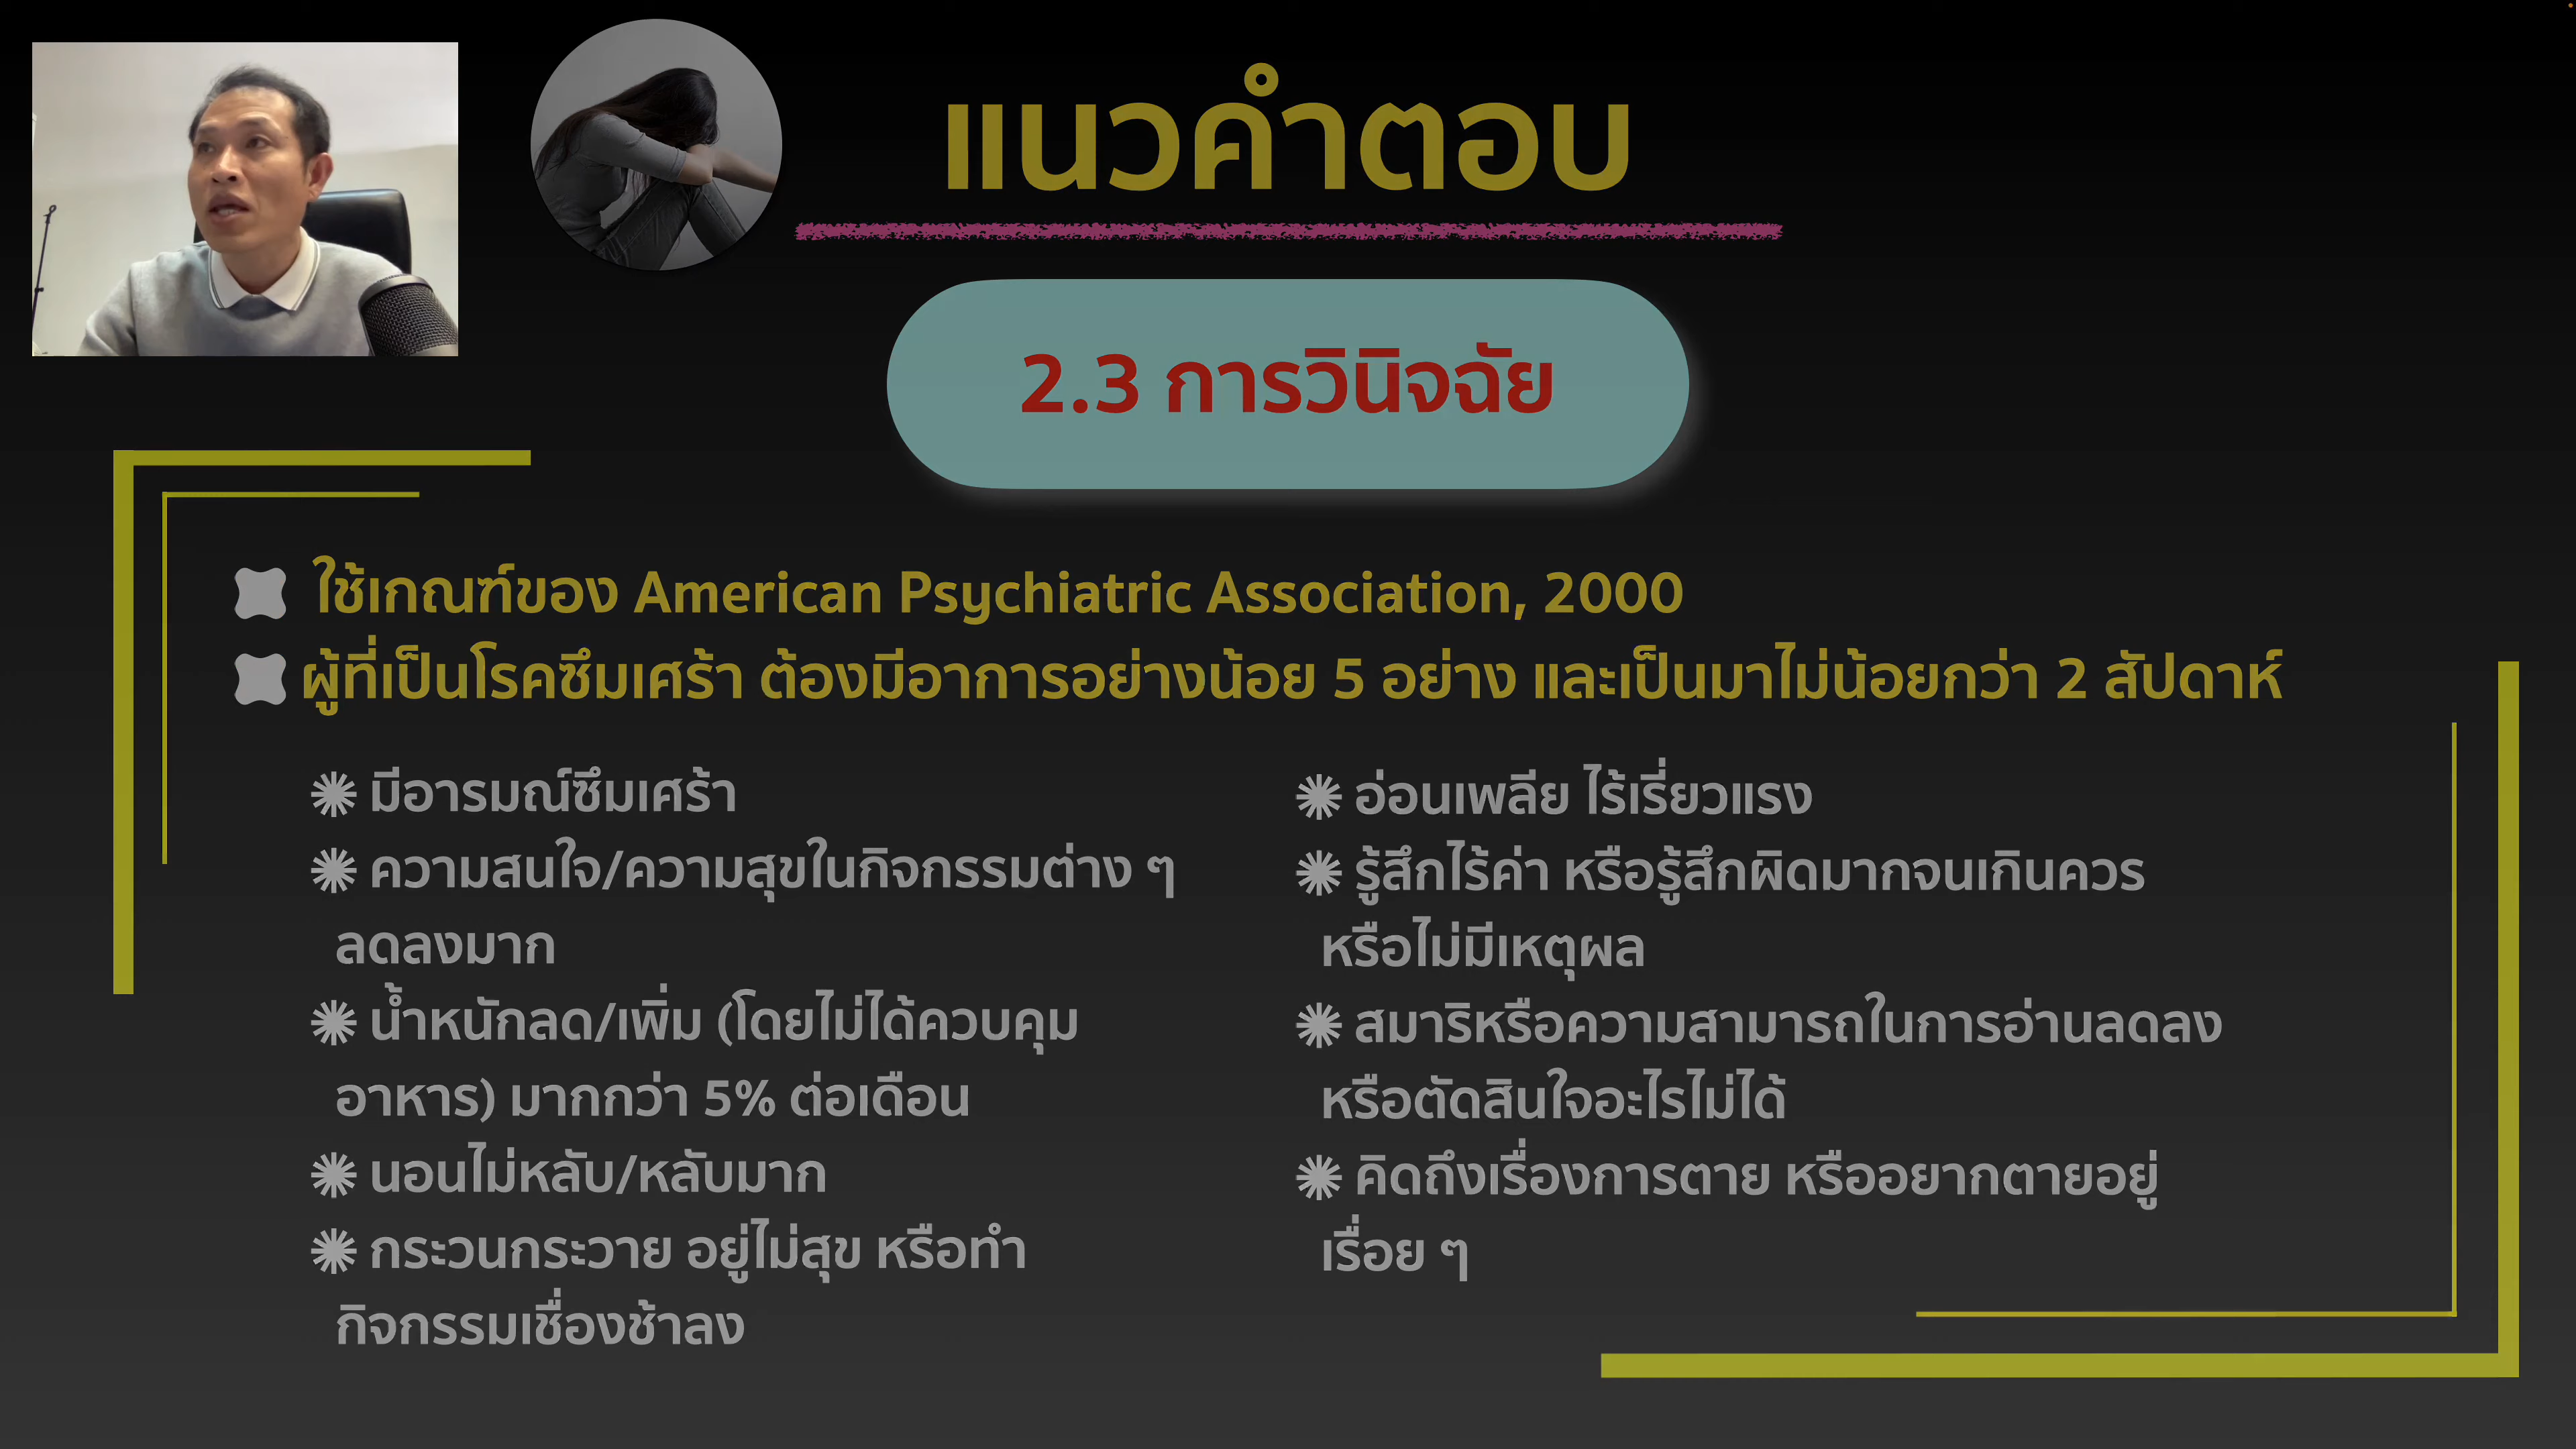 แนวคำตอบ
2.3 การวินิจฉัย
ใช้เกณฑ์ของ American Psychiatric Association, 2000
ผู้ที่เป็นโรคซึมเศร้า ต้องมีอาการอย่างน้อย 5 อย่าง และเป็นมาไม่น้อยกว่า 2 สัปดาห์
มีอารมณ์ซึมเศร้า
ความสนใจ/ความสุขในกิจกรรมต่าง ๆ
ลดลงมาก
น้ำหนักลด/เพิ่ม (โดยไม่ได้ควบคุม
อาหาร) มากกว่า 5% ต่อเดือน
นอนไม่หลับ/หลับมาก
กระวนกระวาย อยู่ไม่สุข หรือทำ
กิจกรรมเชื่องช้าลง
อ่อนเพลีย ไร้เรี่ยวแรง
รู้สึกไร้ค่า หรือรู้สึกผิดมากจนเกินควร
หรือไม่มีเหตุผล
สมาริหรือความสามารถในการอ่านลดลง
หรือตัดสินใจอะไรไม่ได้
คิดถึงเรื่องการตาย หรืออยากตายอยู่
เรื่อย ๆ